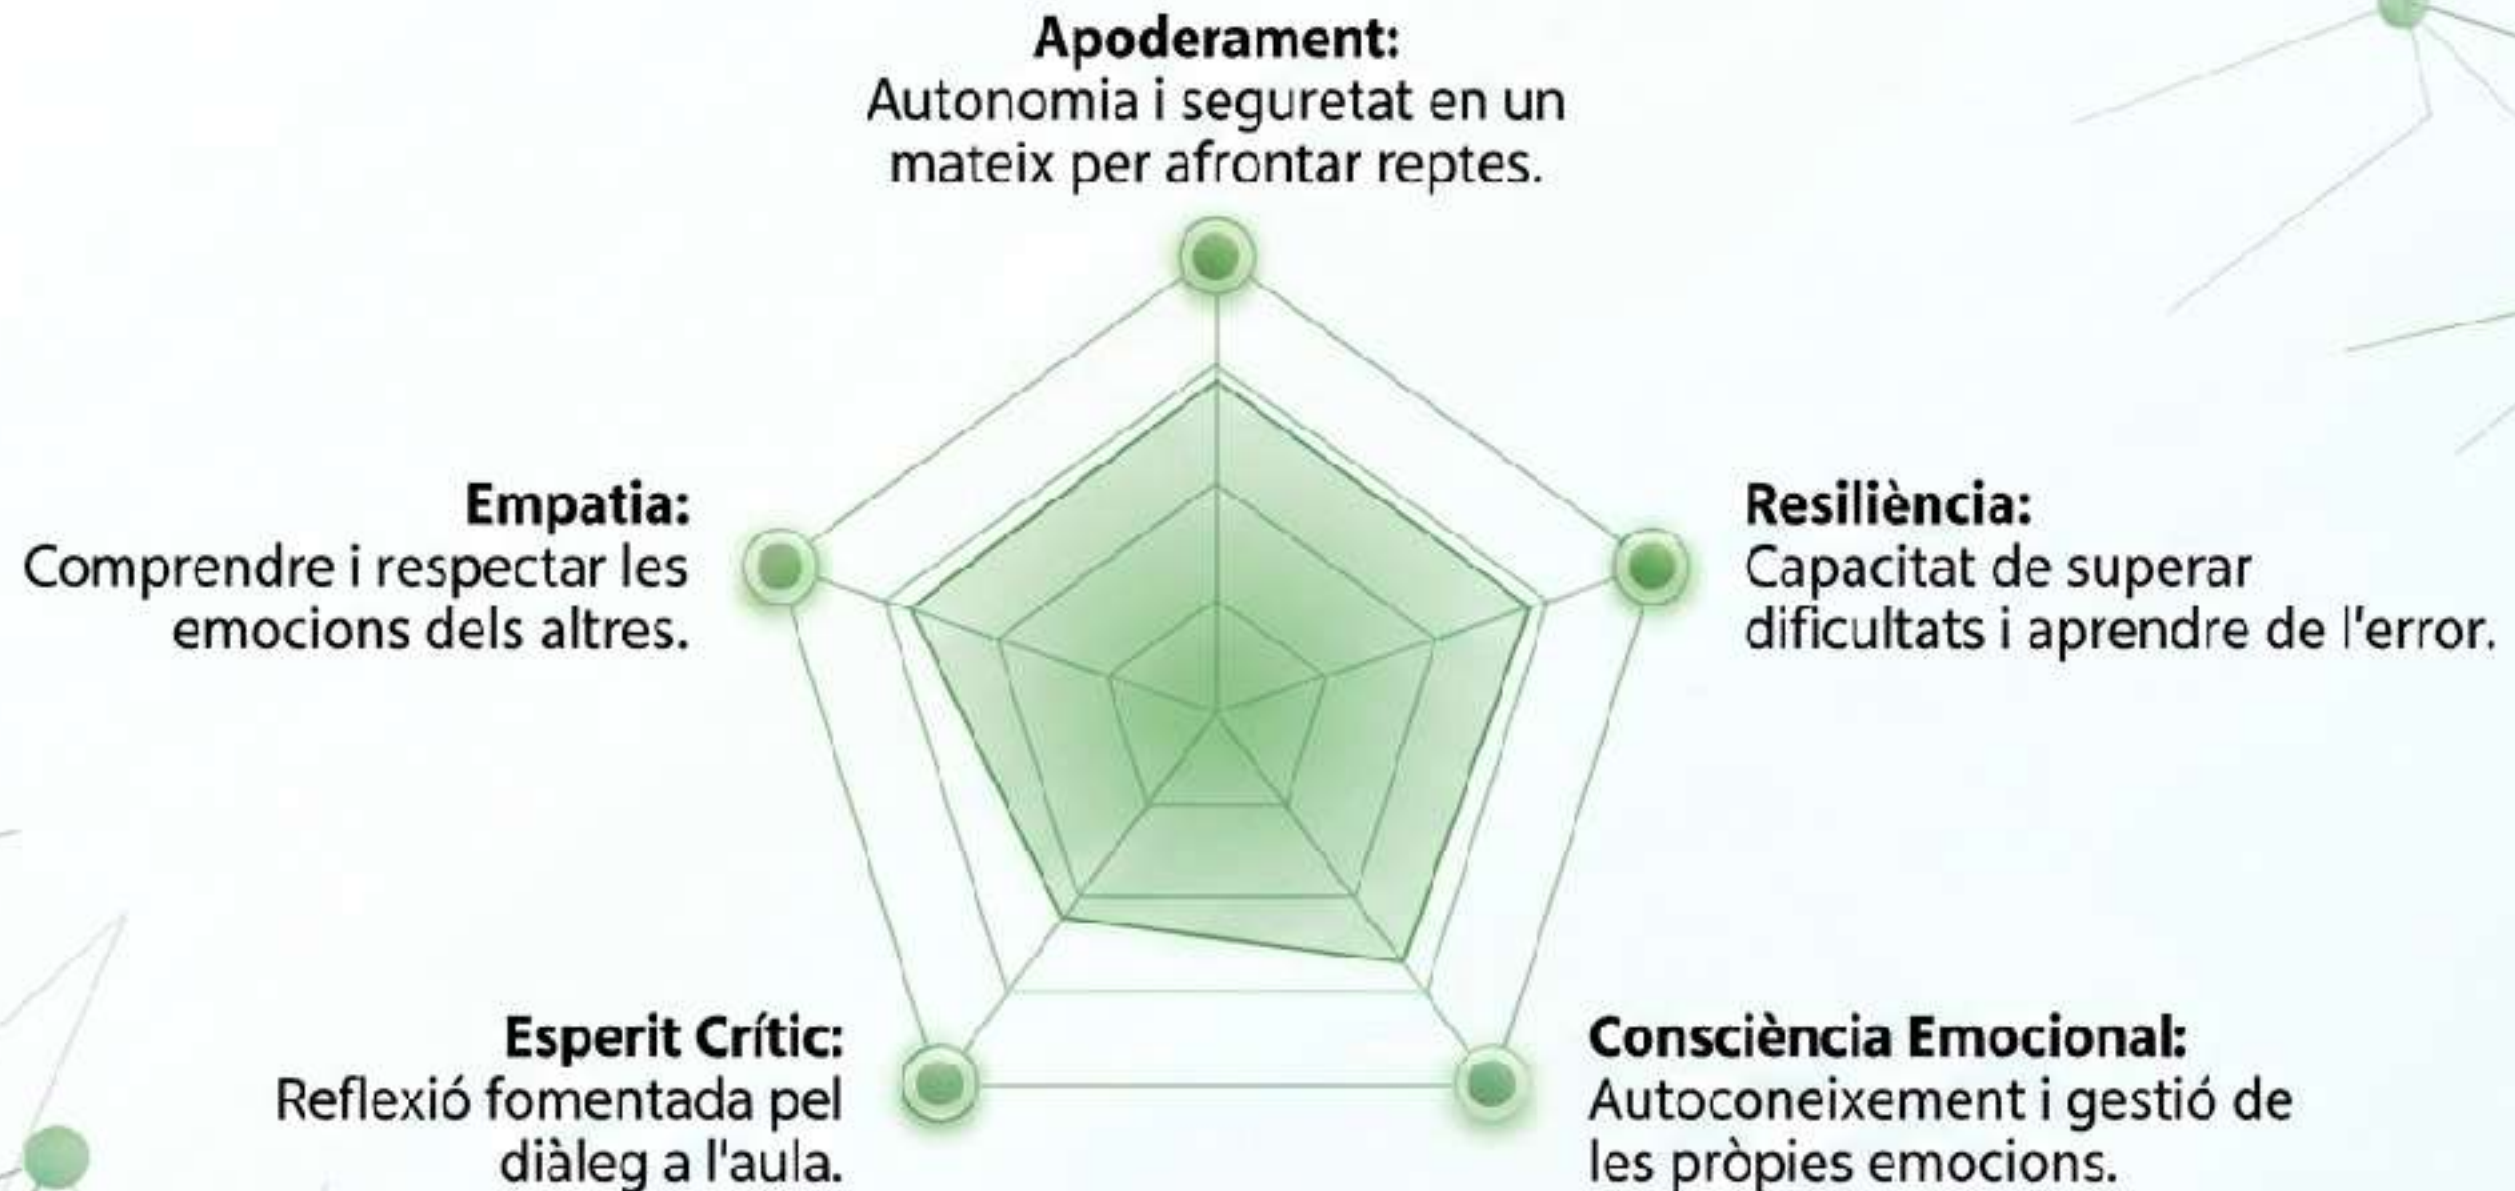 Apoderament:
Autonomia i seguretat en un
mateix per afrontar reptes.
Empatia:
Comprendre i respectar les
emocions dels altres.
Resiliència:
Capacitat de superar
dificultats i aprendre de l'error.
Esperit Crític:
Reflexió fomentada pel
diàleg a l'aula.
Consciència Emocional:
Autoconeixement i gestió de
les pròpies emocions.